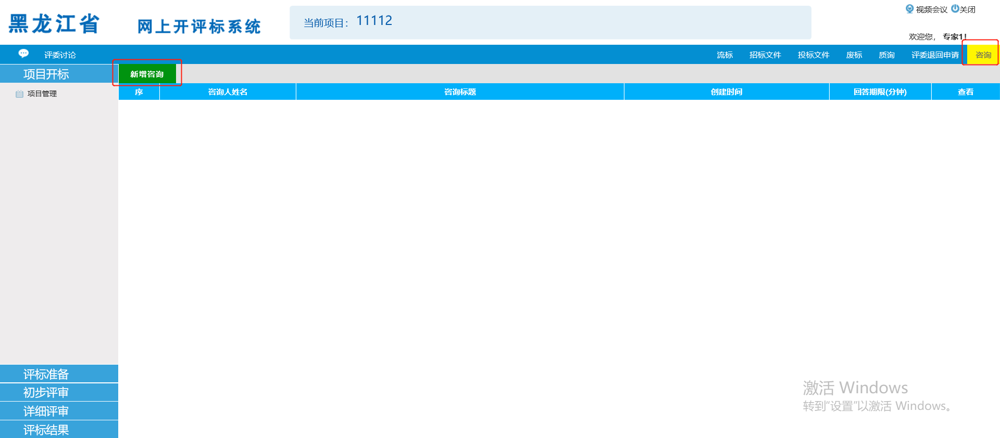 黑龙江省 网上开评标系统
当前项目： 11112
视频会议 关闭
欢迎您， 专家1!
评委讨论 流标 招标文件 投标文件 废标 质询 评委退回申请 咨询
项目开标
新增咨询
项目管理
序 咨询人姓名 咨询标题 创建时间 回答期限(分钟) 查看
评标准备
初步评审
详细评审
评标结果
激活 Windows
转到“设置”以激活 Windows。